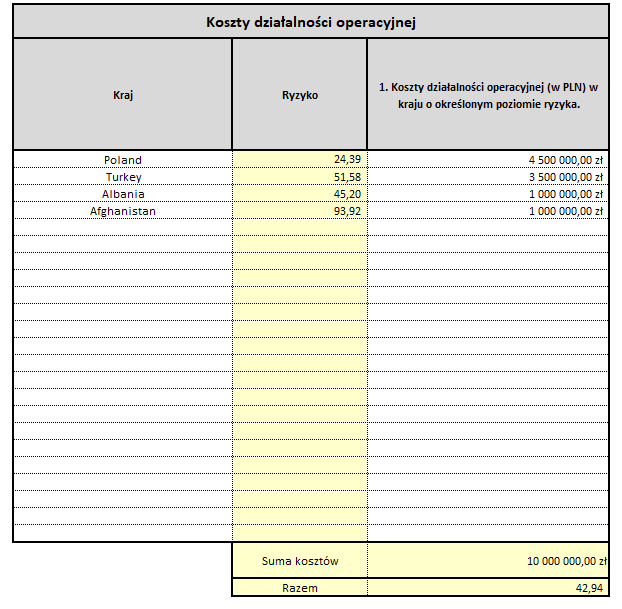 Koszty działalności operacyjnej
Kraj Ryzyko 1. Koszty działalności operacyjnej (w PLN) w
kraju o określonym poziomie ryzyka.
Poland 24,39 4 500 000,00 zł
Turkey 51,58 3 500 000,00 zł
Albania 45,20 1 000 000,00 zł
Afghanistan 93,92 1 000 000,00 zł
Suma kosztów 10 000 000,00 zł
Razem 42,94